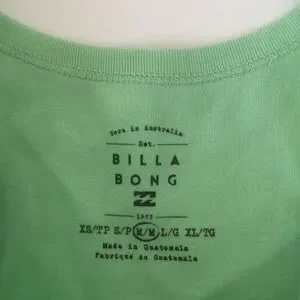 Born in Australia
Est.
BILLA
BONG
1973
XS/TP S/P M/M L/G XL/TG
Made in Guatemala
Fabriqué Au Guatemala